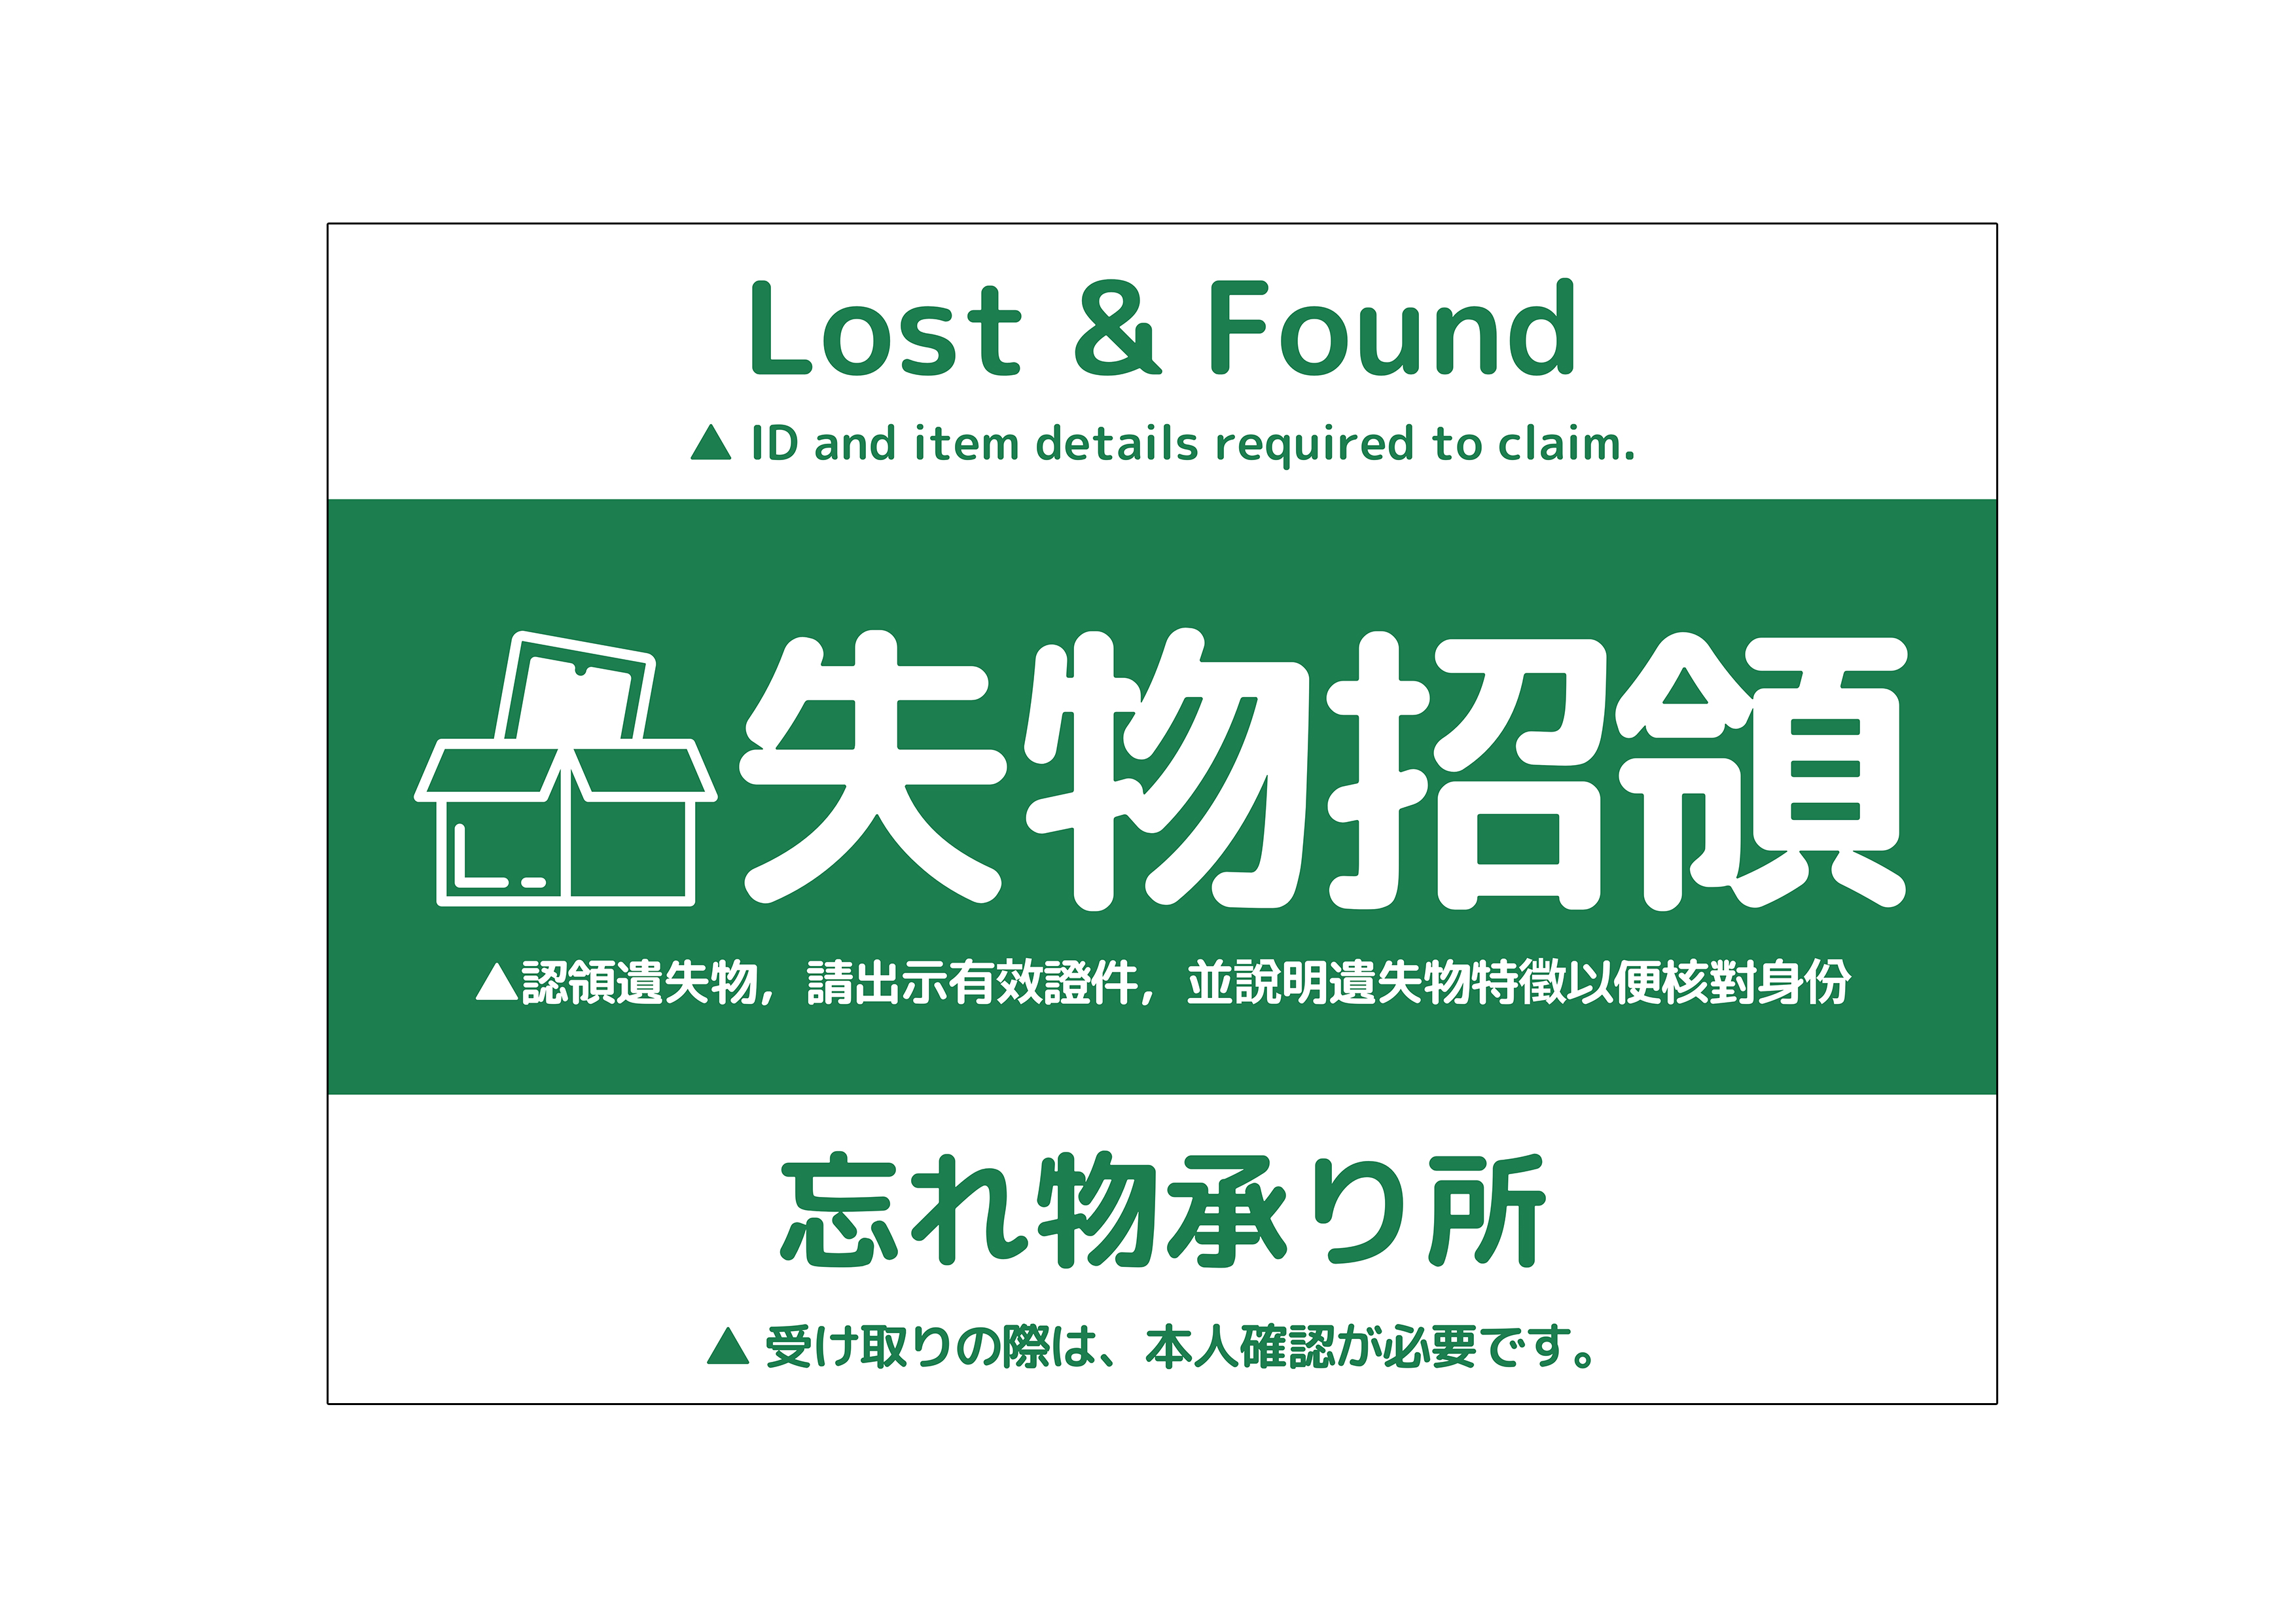 Lost & Found
▲ ID and item details required to claim.
失物招領
▲認領遺失物, 請出示有效證件, 並說明遺失物特徵以便核對身份
忘れ物承り所
▲ 受け取りの際は、本人確認が必要です。